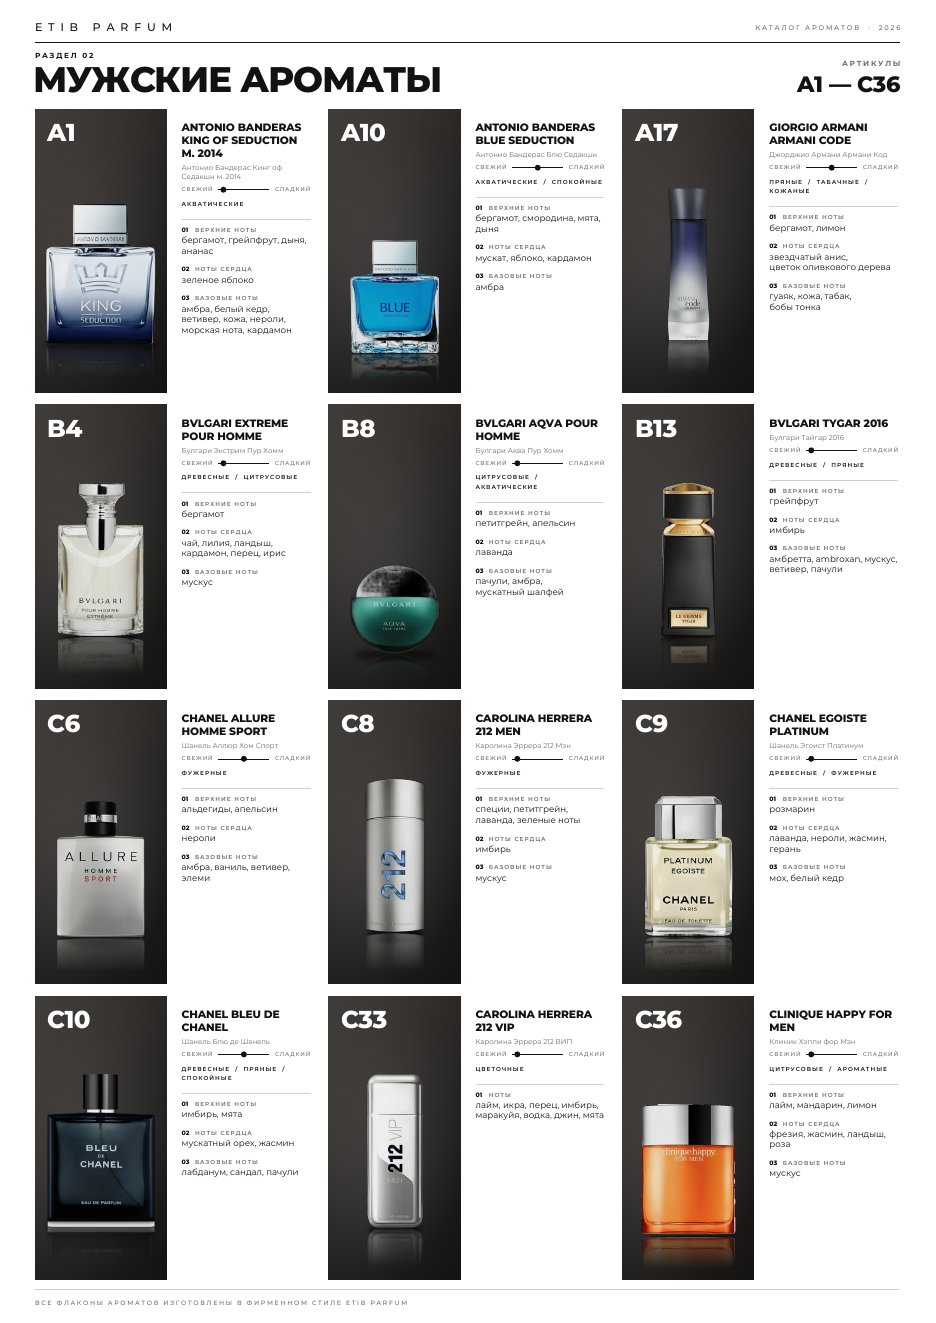 ETIB PARFUM
КАТАЛОГ АРОМАТОВ · 2026
РАЗДЕЛ 02
МУЖСКИЕ АРОМАТЫ
АРТИКУЛЫ
A1 — C36
A1
ANTONIO BANDERAS
KING OF SEDUCTION
M. 2014
Антонио Бандерас Кинг оф
Седакшн м. 2014
СВЕЖИЙ СЛАДКИЙ
АКВАТИЧЕСКИЕ
01 ВЕРХНИЕ НОТЫ
бергамот, грейпфрут, дыня,
ананас
02 НОТЫ СЕРДЦА
зеленое яблоко
03 БАЗОВЫЕ НОТЫ
амбра, белый кедр,
ветивер, кожа, нероли,
морская нота, кардамон
KING
SEDUCTION
A10
ANTONIO BANDERAS
BLUE SEDUCTION
Антонио Бандерас Блю Седакшн
СВЕЖИЙ СЛАДКИЙ
АКВАТИЧЕСКИЕ / СПОКОЙНЫЕ
01 ВЕРХНИЕ НОТЫ
бергамот, смородина, мята,
дыня
02 НОТЫ СЕРДЦА
мускат, яблоко, кардамон
03 БАЗОВЫЕ НОТЫ
амбра
BLUE
A17
GIORGIO ARMANI
ARMANI CODE
Джорджио Армани Армани Код
СВЕЖИЙ СЛАДКИЙ
ПРЯНЫЕ / ТАБАЧНЫЕ /
КОЖАНЫЕ
01 ВЕРХНИЕ НОТЫ
бергамот, лимон
02 НОТЫ СЕРДЦА
звездчатый анис,
цветок оливкового дерева
03 БАЗОВЫЕ НОТЫ
гуаяк, кожа, табак,
бобы тонка
code
B4
BVLGARI EXTREME
POUR HOMME
Булгари Экстрим Пур Хомм
СВЕЖИЙ СЛАДКИЙ
ДРЕВЕСНЫЕ / ЦИТРУСОВЫЕ
01 ВЕРХНИЕ НОТЫ
бергамот
02 НОТЫ СЕРДЦА
чай, лилия, ландыш,
кардамон, перец, ирис
03 БАЗОВЫЕ НОТЫ
мускус
BVLGARI
POUR HOMME
EXTRÊME
B8
BVLGARI AQVA POUR
HOMME
Булгари Аква Пур Хомм
СВЕЖИЙ СЛАДКИЙ
ЦИТРУСОВЫЕ /
АКВАТИЧЕСКИЕ
01 ВЕРХНИЕ НОТЫ
петитгрейн, апельсин
02 НОТЫ СЕРДЦА
лаванда
03 БАЗОВЫЕ НОТЫ
пачули, амбра,
мускатный шалфей
BVLGARI
AQVA
B13
BVLGARI TYGAR 2016
Булгари Тайгар 2016
СВЕЖИЙ СЛАДКИЙ
ДРЕВЕСНЫЕ / ПРЯНЫЕ
01 ВЕРХНИЕ НОТЫ
грейпфрут
02 НОТЫ СЕРДЦА
имбирь
03 БАЗОВЫЕ НОТЫ
амбретта, ambroxan, мускус,
ветивер, пачули
LE GEMME
TYGAR
C6
CHANEL ALLURE
HOMME SPORT
Шанель Аллюр Хом Спорт
СВЕЖИЙ СЛАДКИЙ
ФУЖЕРНЫЕ
01 ВЕРХНИЕ НОТЫ
альдегиды, апельсин
02 НОТЫ СЕРДЦА
нероли
03 БАЗОВЫЕ НОТЫ
амбра, ваниль, ветивер,
элеми
ALLURE
HOMME
SPORT
C8
CAROLINA HERRERA
212 MEN
Каролина Эррера 212 Мэн
СВЕЖИЙ СЛАДКИЙ
ФУЖЕРНЫЕ
01 ВЕРХНИЕ НОТЫ
специи, петитгрейн,
лаванда, зеленые ноты
02 НОТЫ СЕРДЦА
имбирь
03 БАЗОВЫЕ НОТЫ
мускус
212
C9
CHANEL EGOISTE
PLATINUM
Шанель Эгоист Платинум
СВЕЖИЙ СЛАДКИЙ
ДРЕВЕСНЫЕ / ФУЖЕРНЫЕ
01 ВЕРХНИЕ НОТЫ
розмарин
02 НОТЫ СЕРДЦА
лаванда, нероли, жасмин,
герань
03 БАЗОВЫЕ НОТЫ
мох, белый кедр
PLATINUM
ÉGOÏSTE
CHANEL
PARIS
EAU DE TOILETTE
C10
CHANEL BLEU DE
CHANEL
Шанель Блю де Шанель
СВЕЖИЙ СЛАДКИЙ
ДРЕВЕСНЫЕ / ПРЯНЫЕ /
СПОКОЙНЫЕ
01 ВЕРХНИЕ НОТЫ
имбирь, мята
02 НОТЫ СЕРДЦА
мускатный орех, жасмин
03 БАЗОВЫЕ НОТЫ
лабданум, сандал, пачули
BLEU
DE
CHANEL
EAU DE PARFUM
C33
CAROLINA HERRERA
212 VIP
Каролина Эррера 212 ВИП
СВЕЖИЙ СЛАДКИЙ
ЦВЕТОЧНЫЕ
01 НОТЫ
лайм, икра, перец, имбирь,
маракуйя, водка, джин, мята
212 VIP
MEN
C36
CLINIQUE HAPPY FOR
MEN
Клиник Хэппи фор Мэн
СВЕЖИЙ СЛАДКИЙ
ЦИТРУСОВЫЕ / АРОМАТНЫЕ
01 ВЕРХНИЕ НОТЫ
лайм, мандарин, лимон
02 НОТЫ СЕРДЦА
фрезия, жасмин, ландыш,
роза
03 БАЗОВЫЕ НОТЫ
мускус
clinique happy.
FOR MEN
ВСЕ ФЛАКОНЫ АРОМАТОВ ИЗГОТОВЛЕНЫ В ФИРМЕННОМ СТИЛЕ ETIB PARFUM